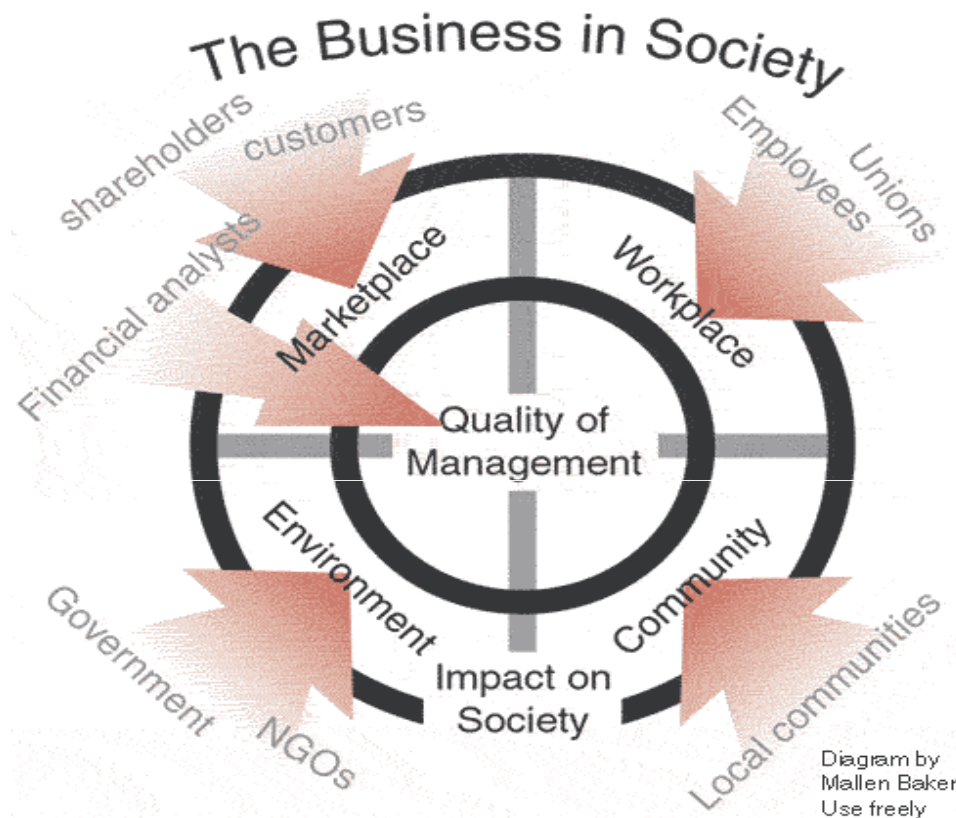 The Business in Society
shareholders
customers
Employees
Unions
Financial analysts
Marketplace
Workplace
Quality of
Management
Environment
Community
Government
NGOs
Impact on
Society
Local communities
Diagram by
Mallen Baker
Use freely